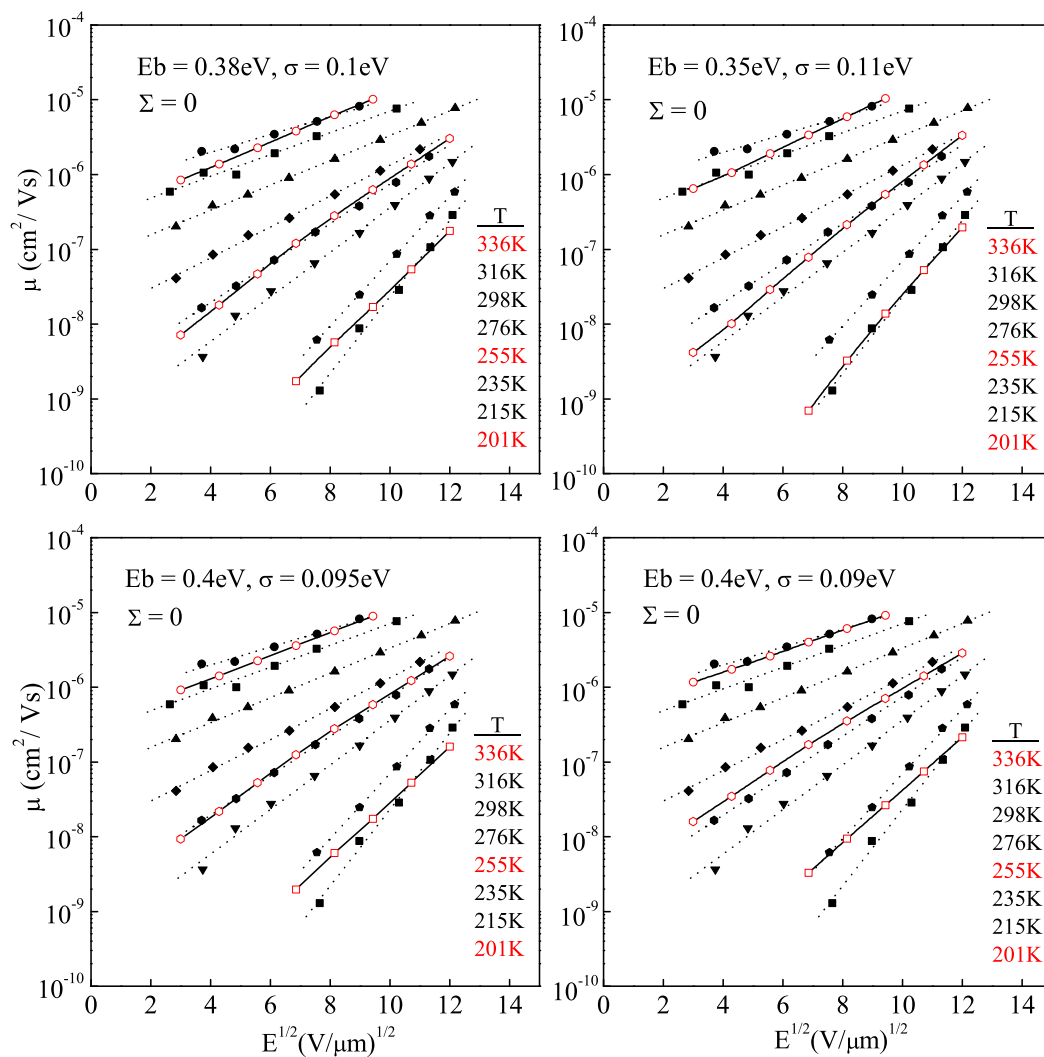 10⁻⁴ 10⁻⁴
Eb = 0.38eV, σ = 0.1eV Eb = 0.35eV, σ = 0.11eV
10⁻⁵ 10⁻⁵
Σ = 0 Σ = 0
10⁻⁶ 10⁻⁶
μ (cm²/ Vs)
T T
10⁻⁷ 336K 10⁻⁷ 336K
316K 316K
298K 298K
10⁻⁸ 276K 10⁻⁸ 276K
255K 255K
10⁻⁹ 235K 10⁻⁹ 235K
215K 215K
201K 201K
10⁻¹⁰ 10⁻¹⁰
0 2 4 6 8 10 12 14 0 2 4 6 8 10 12 14
10⁻⁴ 10⁻⁴
Eb = 0.4eV, σ = 0.095eV Eb = 0.4eV, σ = 0.09eV
10⁻⁵ 10⁻⁵
Σ = 0 Σ = 0
10⁻⁶ 10⁻⁶
μ (cm²/ Vs)
T T
10⁻⁷ 336K 10⁻⁷ 336K
316K 316K
298K 298K
10⁻⁸ 276K 10⁻⁸ 276K
255K 255K
235K 235K
10⁻⁹ 215K 10⁻⁹ 215K
201K 201K
10⁻¹⁰ 10⁻¹⁰
0 2 4 6 8 10 12 14 0 2 4 6 8 10 12 14
E^1/2(V/μm)^1/2 E^1/2(V/μm)^1/2